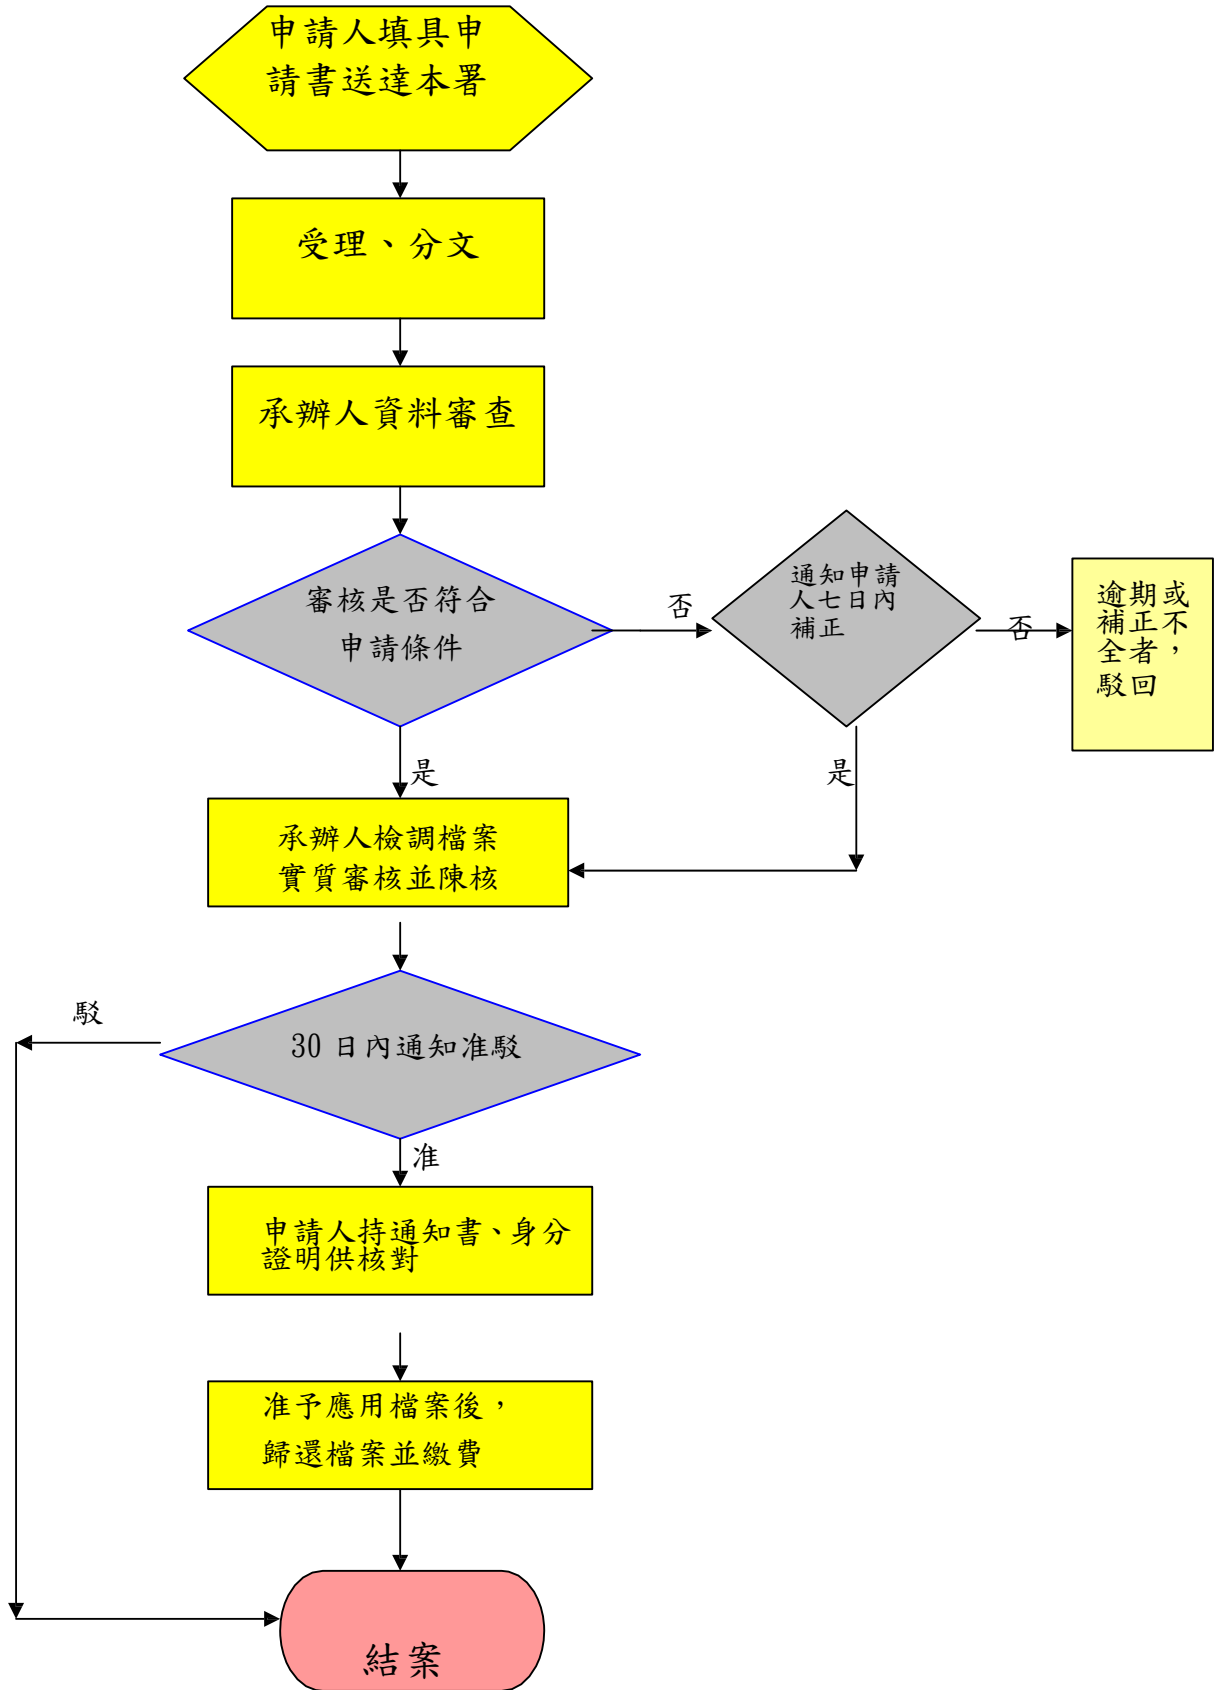 申請人填具申
請書送達本署
受理、分文
承辦人資料審查
審核是否符合
申請條件
否
通知申請
人七日內
補正
否
逾期或
補正不
全者，
駁回
是
是
承辦人檢調檔案
實質審核並陳核
駁
30 日內通知准駁
准
申請人持通知書、身分
證明供核對
准予應用檔案後，
歸還檔案並繳費
結案